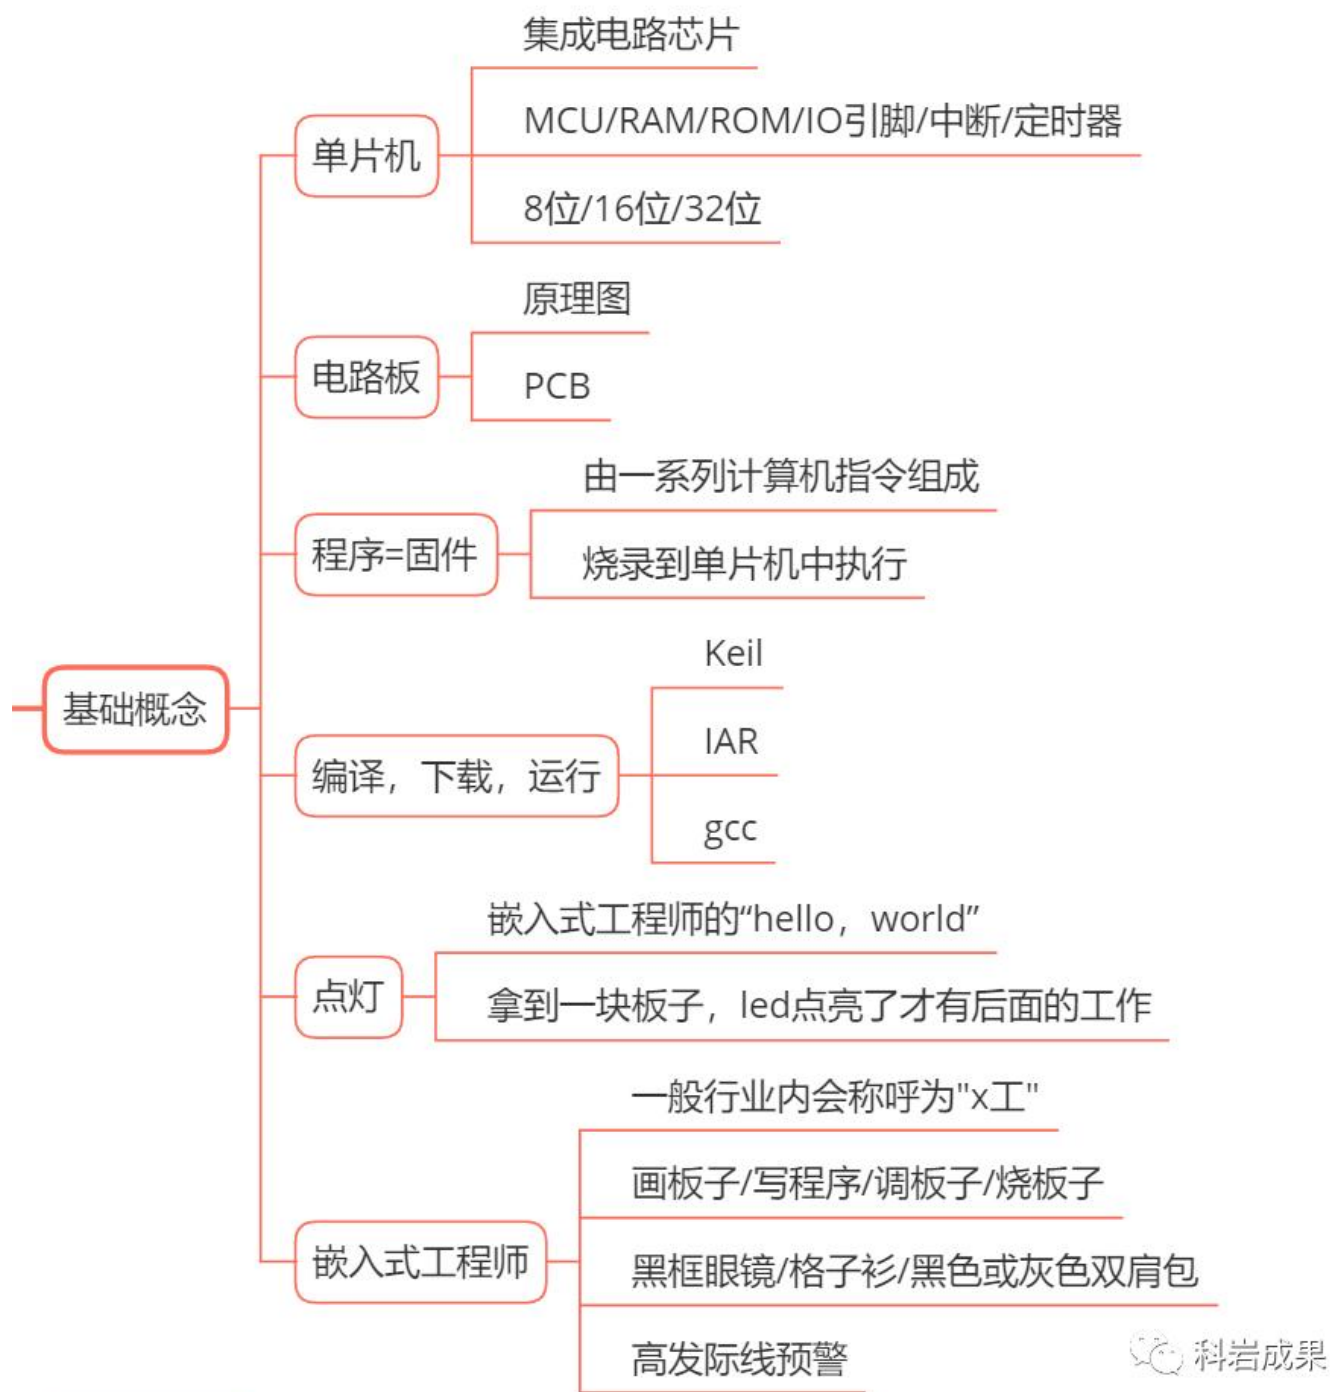 集成电路芯片
MCU/RAM/ROM/IO引脚/中断/定时器
单片机
8位/16位/32位
原理图
电路板
PCB
由一系列计算机指令组成
程序=固件
烧录到单片机中执行
Keil
基础概念
IAR
编译，下载，运行
gcc
嵌入式工程师的“hello，world”
点灯
拿到一块板子，led点亮了才有后面的工作
一般行业内会称呼为"x工"
画板子/写程序/调板子/烧板子
嵌入式工程师
黑框眼镜/格子衫/黑色或灰色双肩包
高发际线预警
科岩成果